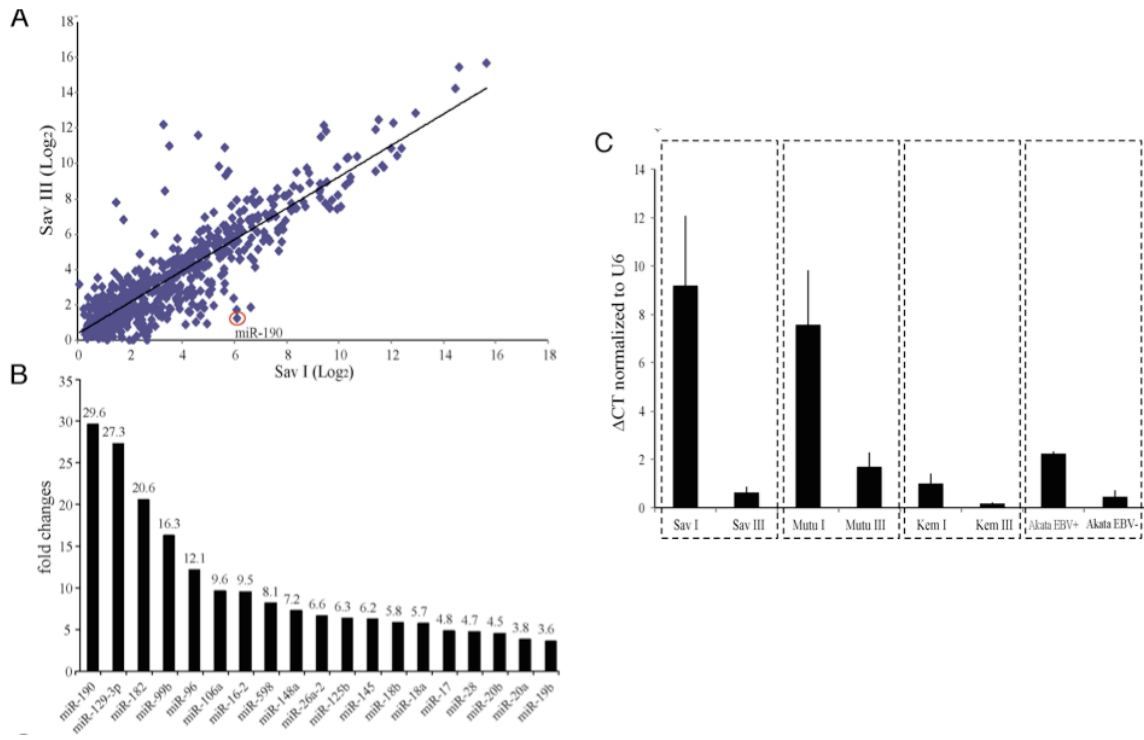 A
18
16
14
12
10
8
6
4
2
0
Sav III (Log2)
0 2 4 6 8 10 12 14 16 18
miR-190
Sav I (Log2)
B
35
30
25
20
15
10
5
0
fold changes
29.6 27.3 20.6 16.3 12.1 9.6 9.5 8.1 7.2 6.6 6.3 6.2 5.8 5.7 4.8 4.7 4.5 3.8 3.6
miR-190 miR-129-3p miR-182 miR-99b miR-96 miR-106a miR-16-2 miR-598 miR-148a miR-26a-2 miR-125b miR-145 miR-18b miR-18a miR-17 miR-28 miR-20b miR-20a miR-19b
C
14
12
10
8
6
4
2
0
ΔCT normalized to U6
Sav I Sav III Mutu I Mutu III Kem I Kem III Akata EBV+ Akata EBV-